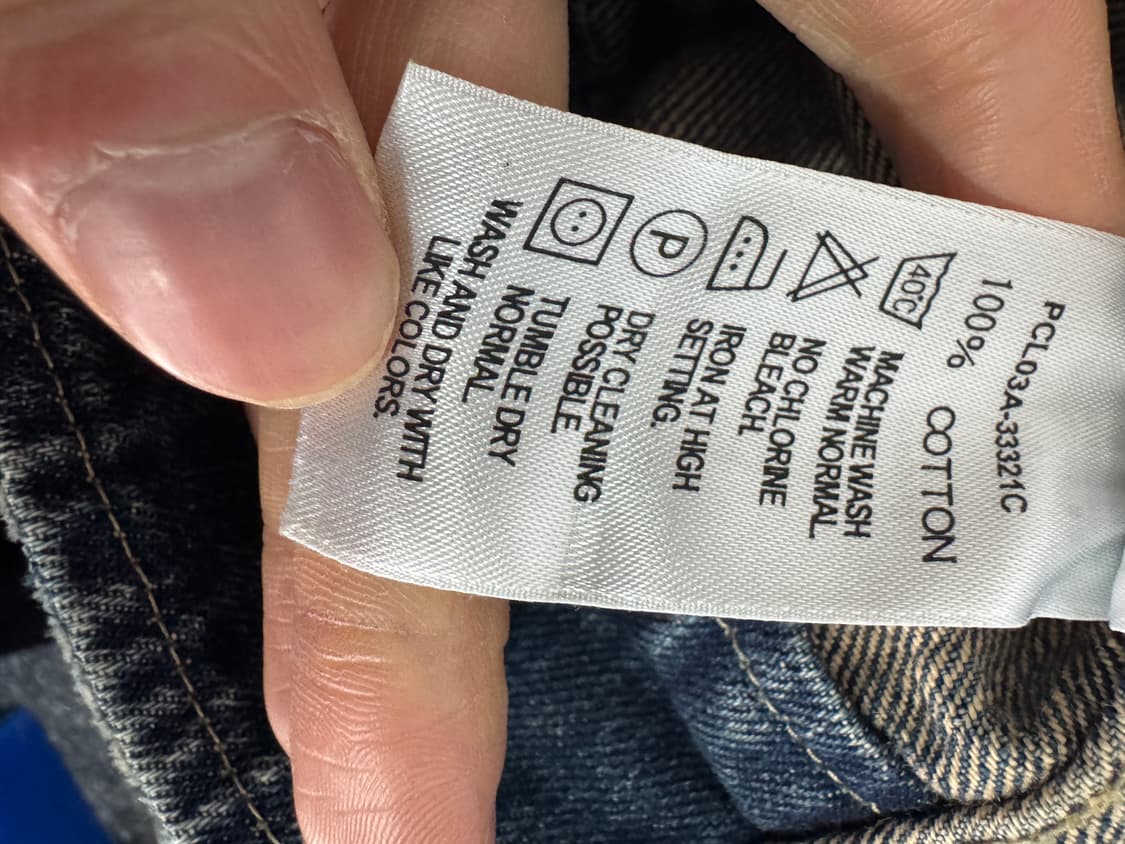 PCL03A-33321C
100% COTTON
40°C
MACHINE WASH
WARM NORMAL
NO CHLORINE
BLEACH.
IRON AT HIGH
SETTING.
P
DRY CLEANING
POSSIBLE
TUMBLE DRY
NORMAL
WASH AND DRY WITH
LIKE COLORS.